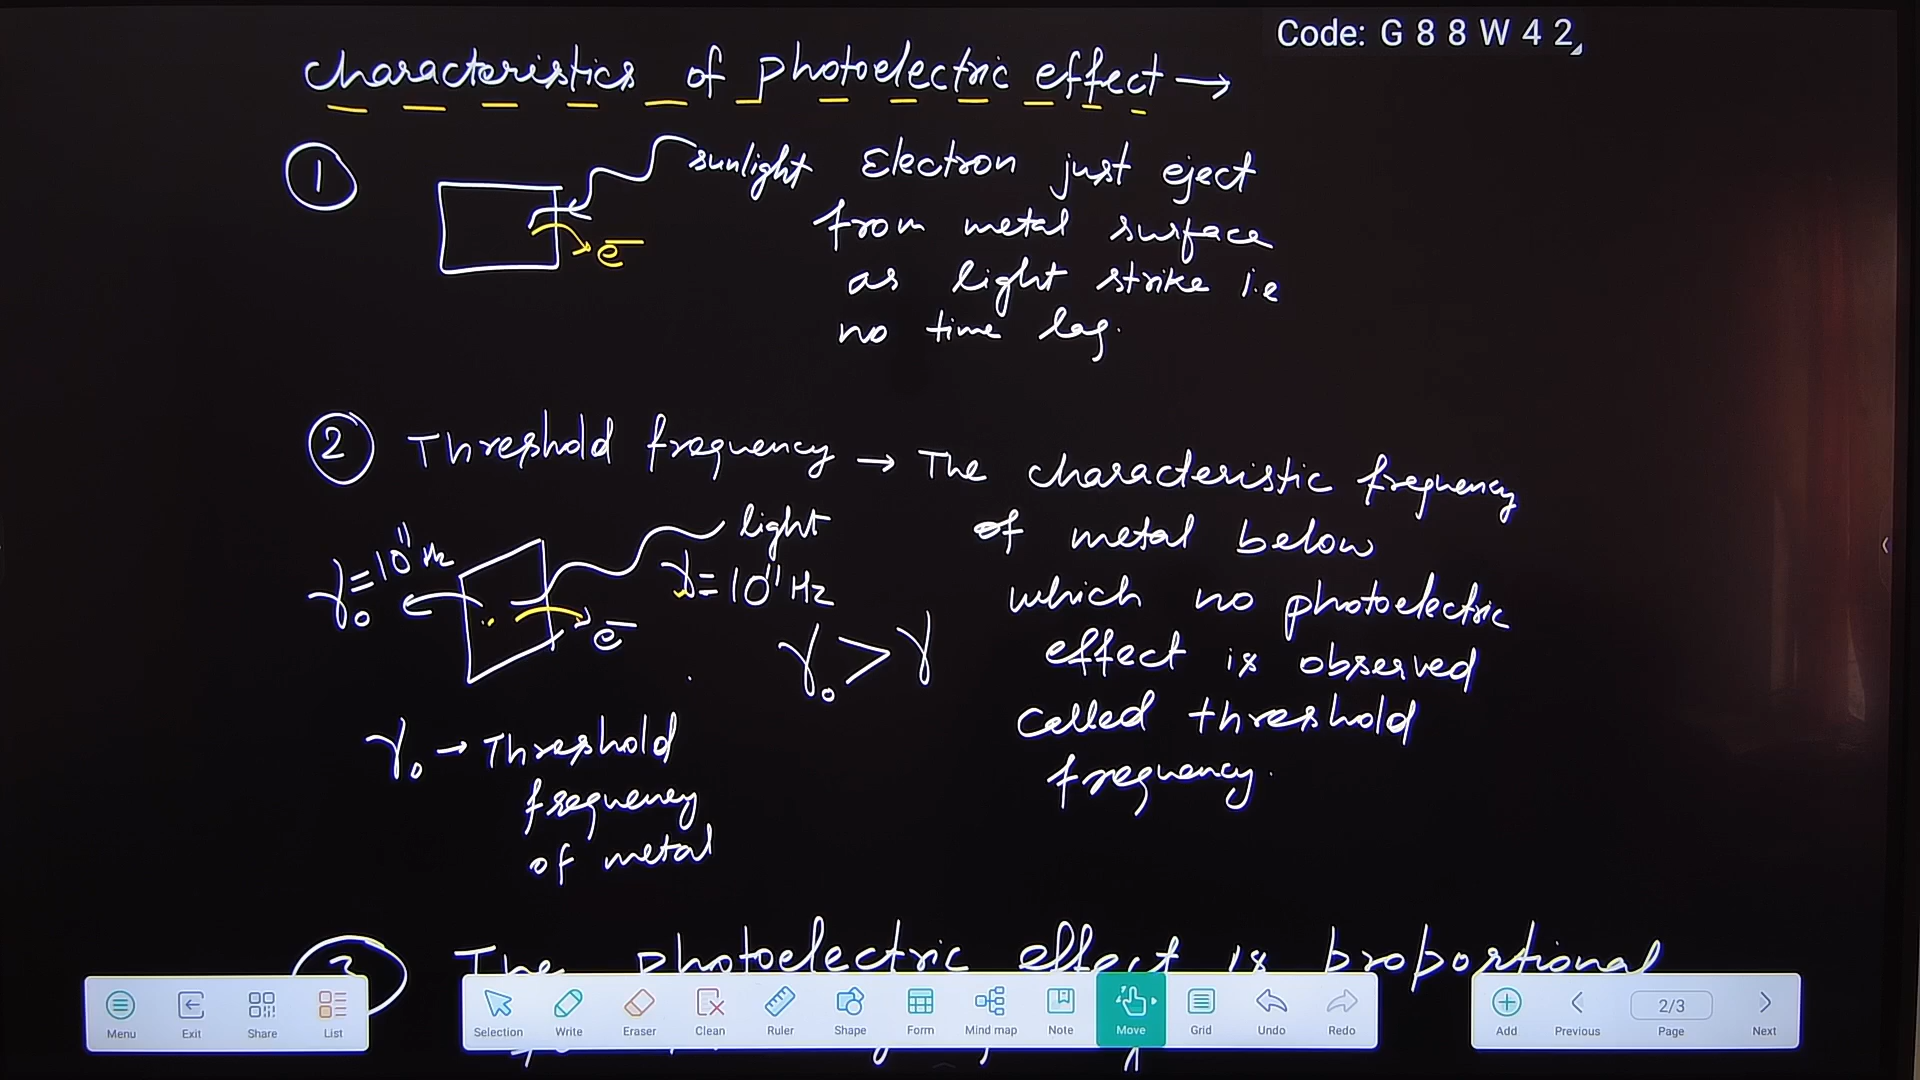 Code: G 8 8 W 4 2
characteristics of photoelectric effect →
① sunlight Electron just eject
from metal surface
e⁻
as light strike i.e
no time lag.
② Threshold frequency → The characteristic frequency
of metal below
which no photoelectric
effect is observed
called threshold
frequency.
light
γ₀=10¹¹ Hz
γ=10¹¹ Hz
e⁻
γ₀ > γ
γ₀ → Threshold
frequency
of metal
③ The photoelectric effect is proportional
Menu Exit Share List
Selection Write Eraser Clean Ruler Shape Form Mind map Note Move Grid Undo Redo
Add Previous 2/3 Page Next